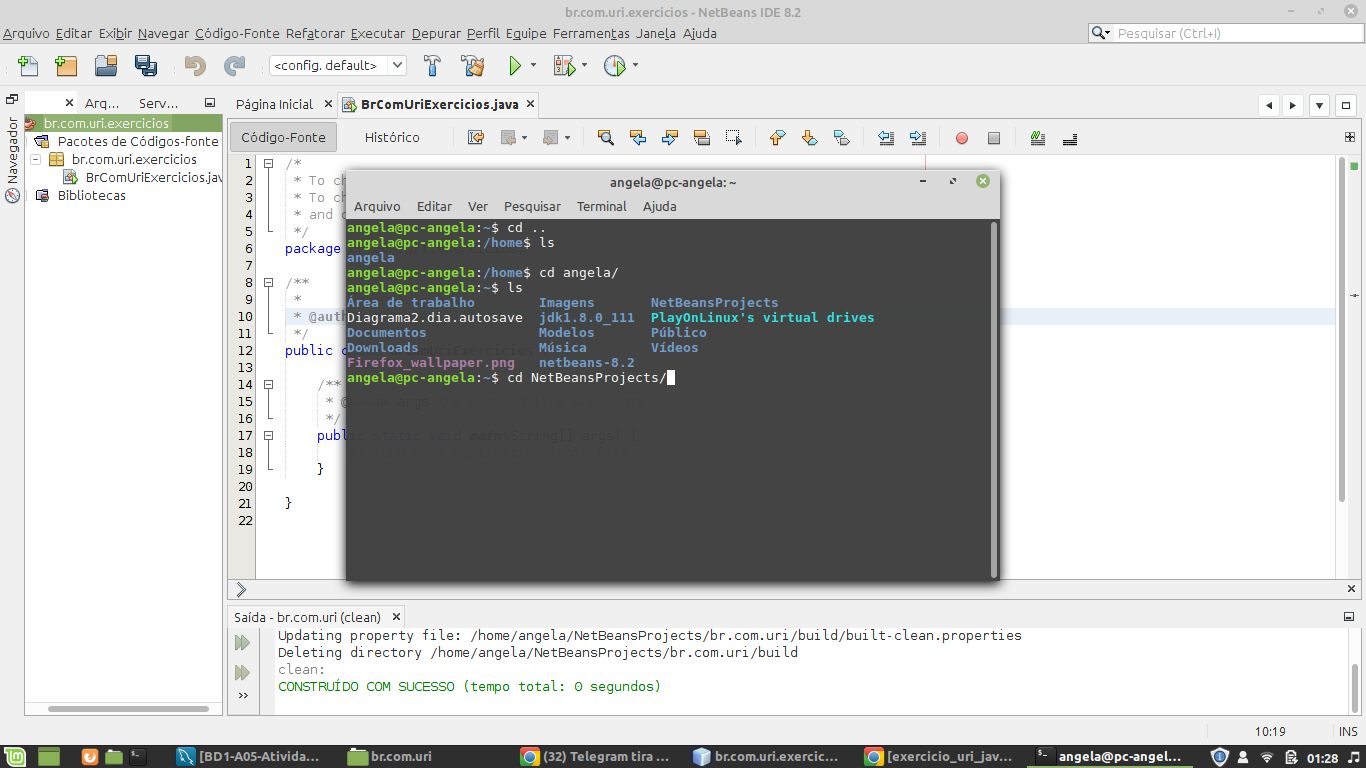 br.com.uri.exercicios - NetBeans IDE 8.2
Arquivo Editar Exibir Navegar Código-Fonte Refatorar Executar Depurar Perfil Equipe Ferramentas Janela Ajuda
Pesquisar (Ctrl+I)
<config. default>
Arq... Serv...
Página Inicial BrComUriExercicios.java
Navegador
br.com.uri.exercicios
Pacotes de Códigos-fonte
br.com.uri.exercicios
BrComUriExercicios.jav
Bibliotecas
Código-Fonte Histórico
1 /*
2 * To ch
3 * To ch
4 * and o
5 */
6 package
7
8 /**
9 *
10 * @auth
11 */
12 public
13
14 /**
15 *
16 */
17 publ
18
19 }
20
21 }
22
angela@pc-angela: ~
Arquivo Editar Ver Pesquisar Terminal Ajuda
angela@pc-angela:~$ cd ..
angela@pc-angela:/home$ ls
angela
angela@pc-angela:/home$ cd angela/
angela@pc-angela:~$ ls
Área de trabalho Imagens NetBeansProjects
Diagrama2.dia.autosave jdk1.8.0_111 PlayOnLinux's virtual drives
Documentos Modelos Público
Downloads Música Vídeos
Firefox_wallpaper.png netbeans-8.2
angela@pc-angela:~$ cd NetBeansProjects/
Saída - br.com.uri (clean)
Updating property file: /home/angela/NetBeansProjects/br.com.uri/build/built-clean.properties
Deleting directory /home/angela/NetBeansProjects/br.com.uri/build
clean:
CONSTRUÍDO COM SUCESSO (tempo total: 0 segundos)
10:19 INS
[BD1-A05-Ativida... br.com.uri (32) Telegram tira ... br.com.uri.exercic... [exercicio_uri_jav... angela@pc-angel... 01:28